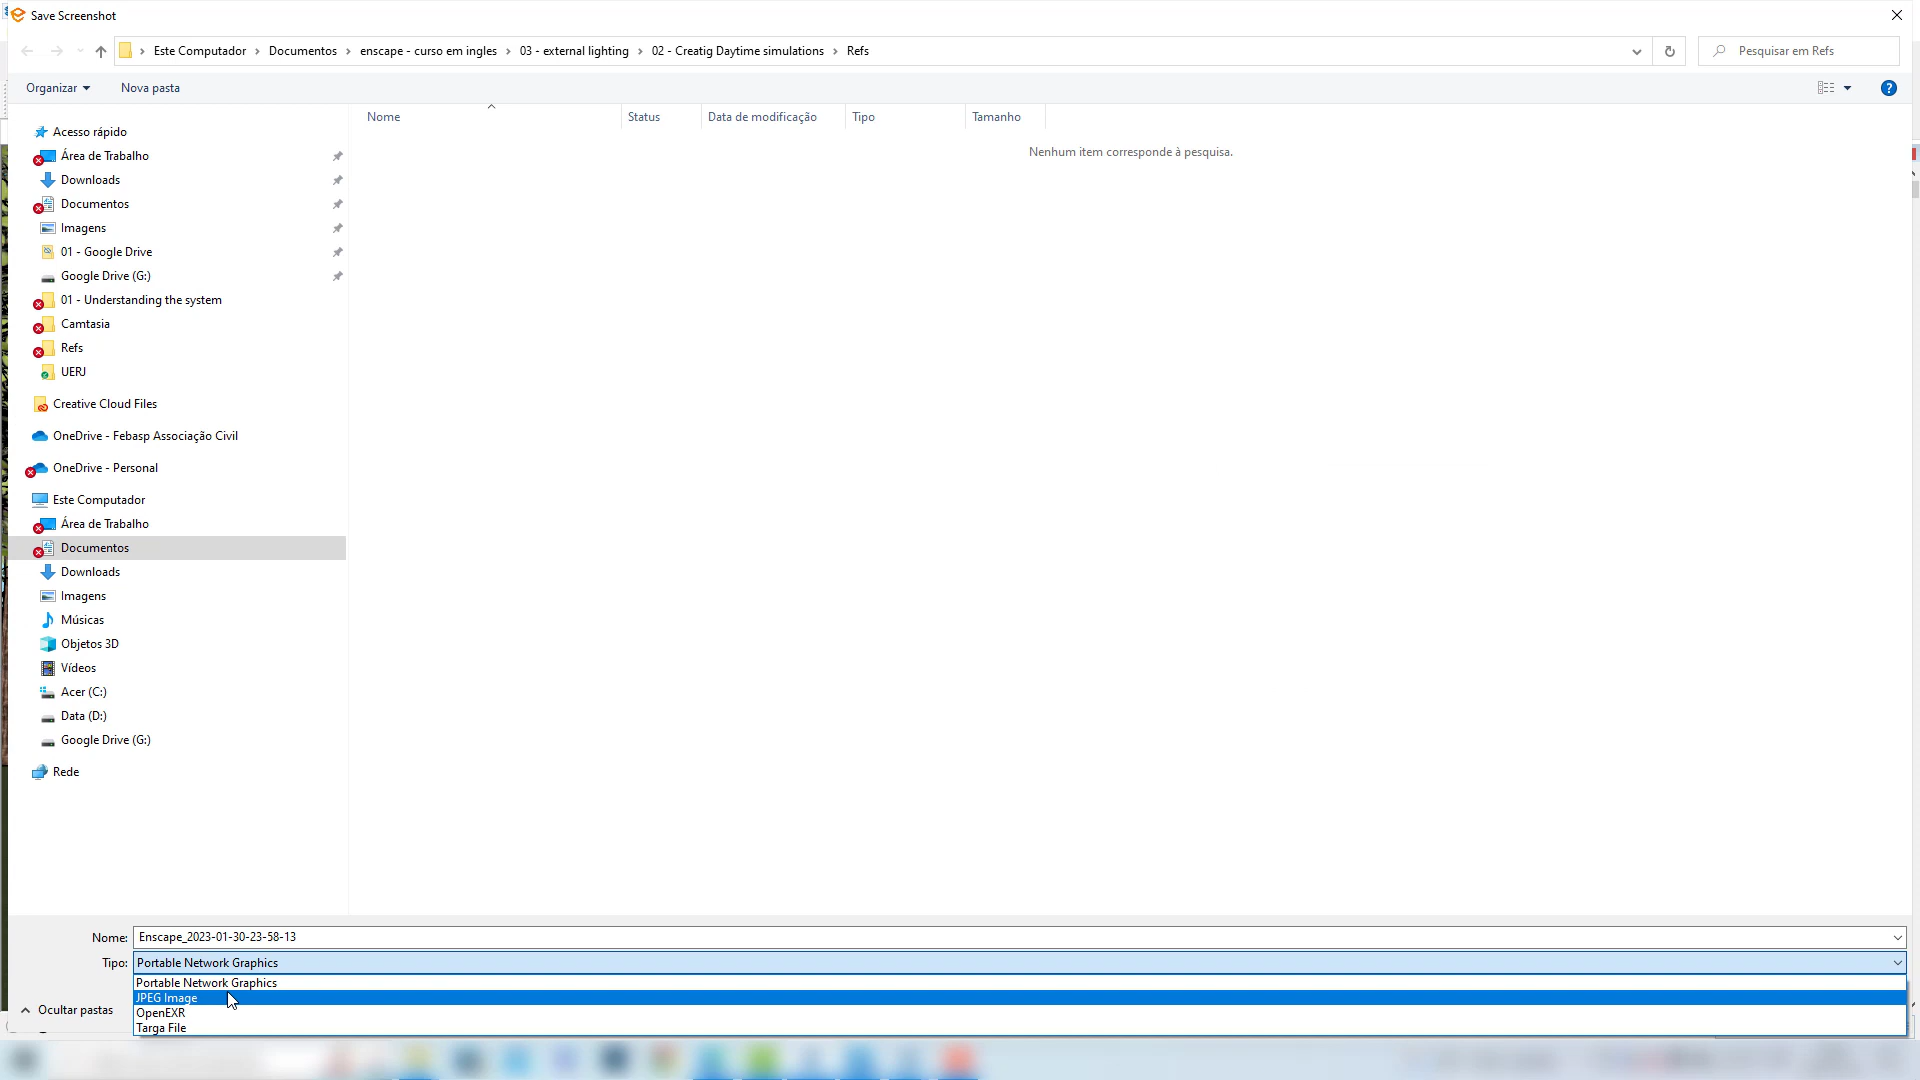 Save Screenshot
Este Computador
Documentos
enscape - curso em ingles
03 - external lighting
02 - Creatig Daytime simulations
Refs
Pesquisar em Refs
Organizar
Nova pasta
Nome
Status
Data de modificação
Tipo
Tamanho
Nenhum item corresponde à pesquisa.
Acesso rápido
Área de Trabalho
Downloads
Documentos
Imagens
01 - Google Drive
Google Drive (G:)
01 - Understanding the system
Camtasia
Refs
UERJ
Creative Cloud Files
OneDrive - Febasp Associação Civil
OneDrive - Personal
Este Computador
Área de Trabalho
Documentos
Downloads
Imagens
Músicas
Objetos 3D
Vídeos
Acer (C:)
Data (D:)
Google Drive (G:)
Rede
Nome: Enscape_2023-01-30-23-58-13
Tipo: Portable Network Graphics
Portable Network Graphics
JPEG Image
OpenEXR
Targa File
Ocultar pastas